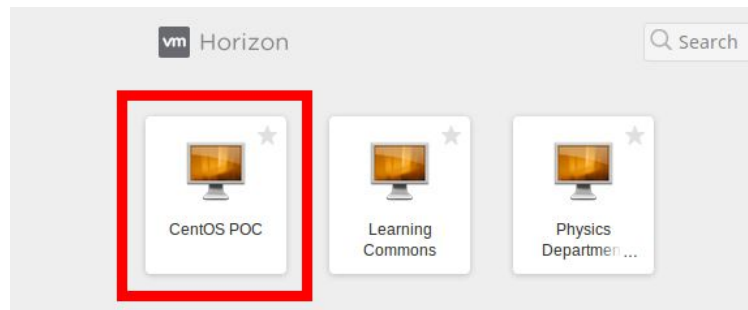 vm Horizon
Search
CentOS POC
Learning
Commons
Physics
Departmen...